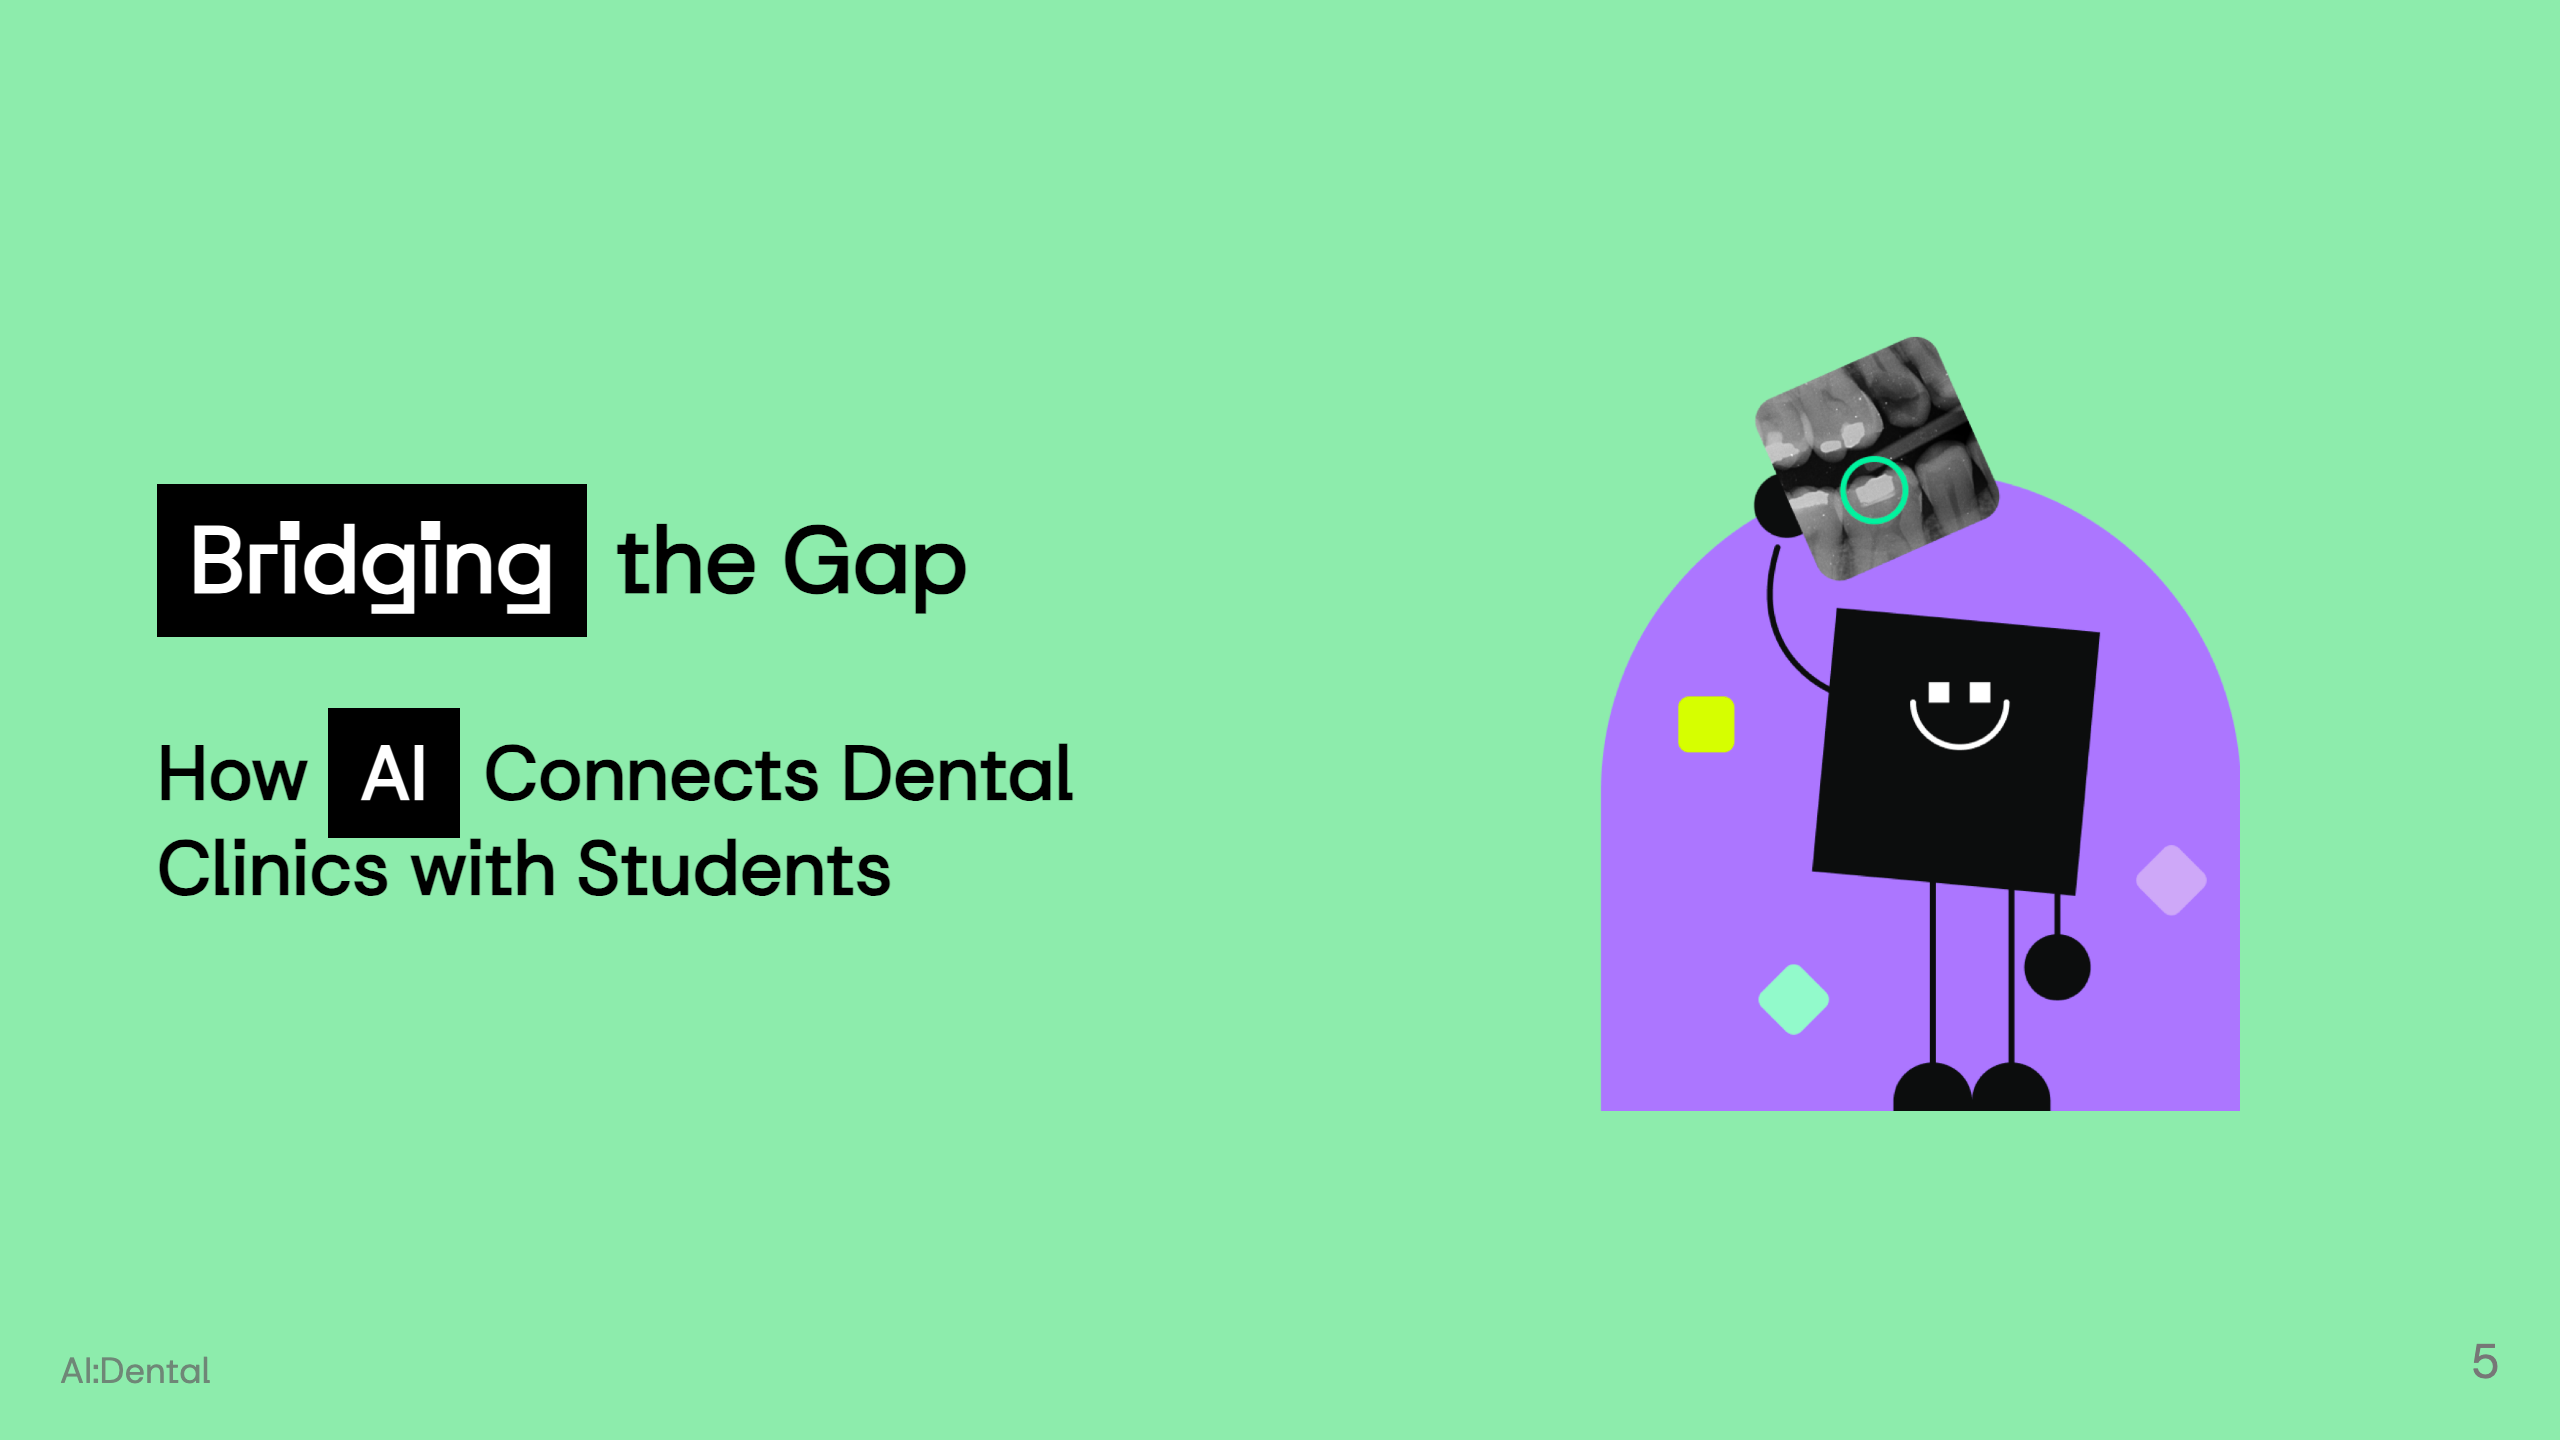 Bridging the Gap
How AI Connects Dental
Clinics with Students
AI:Dental
5